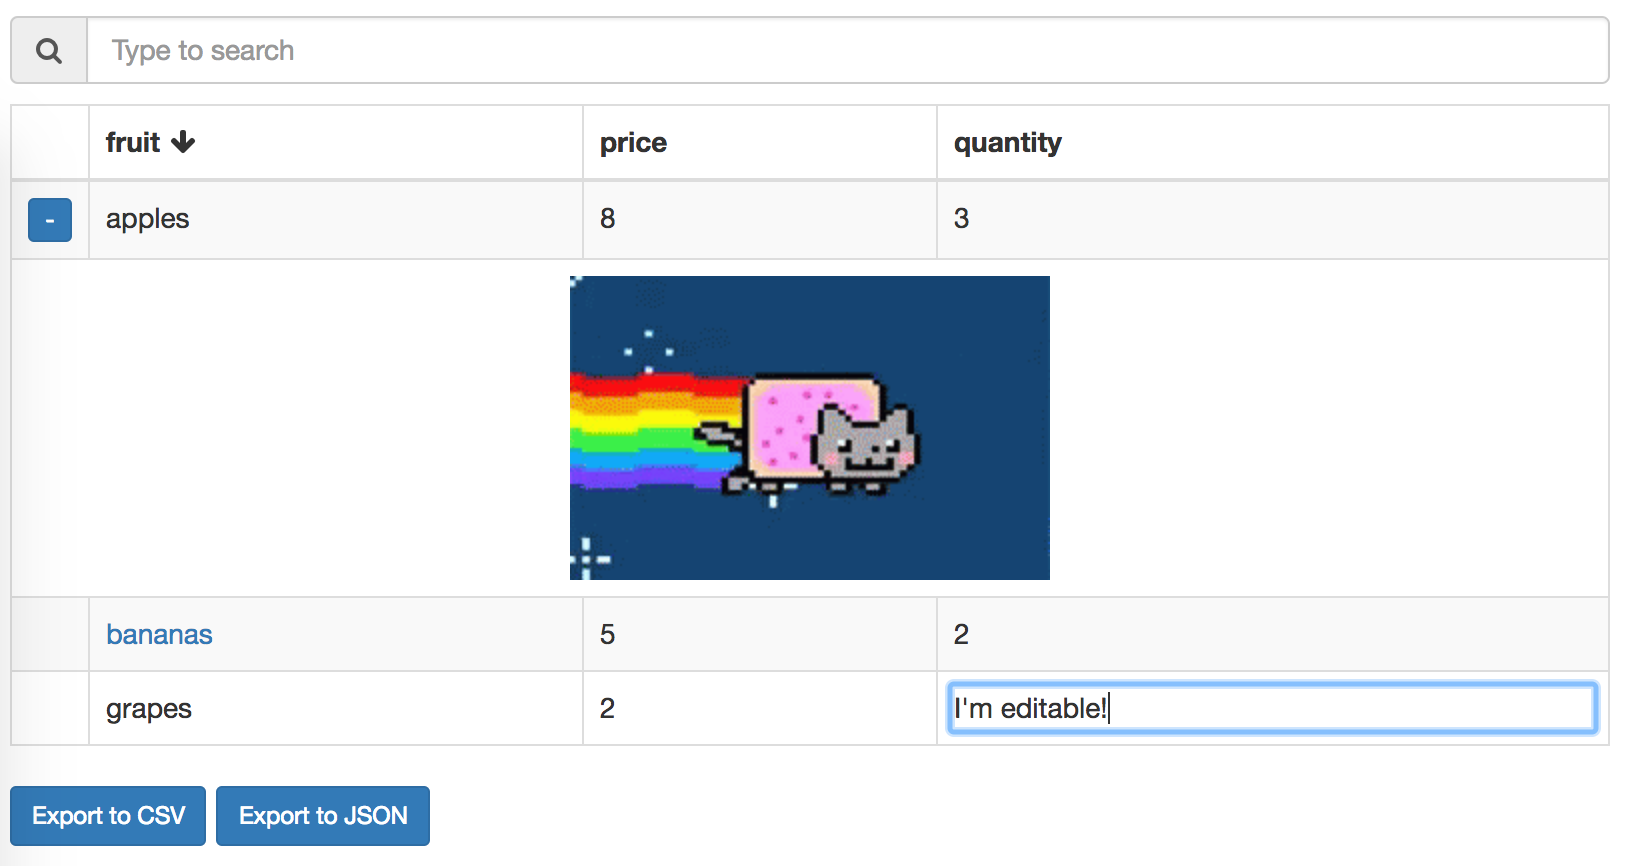 Type to search
fruit price quantity
- apples 8 3
bananas 5 2
grapes 2 I'm editable!
Export to CSV Export to JSON